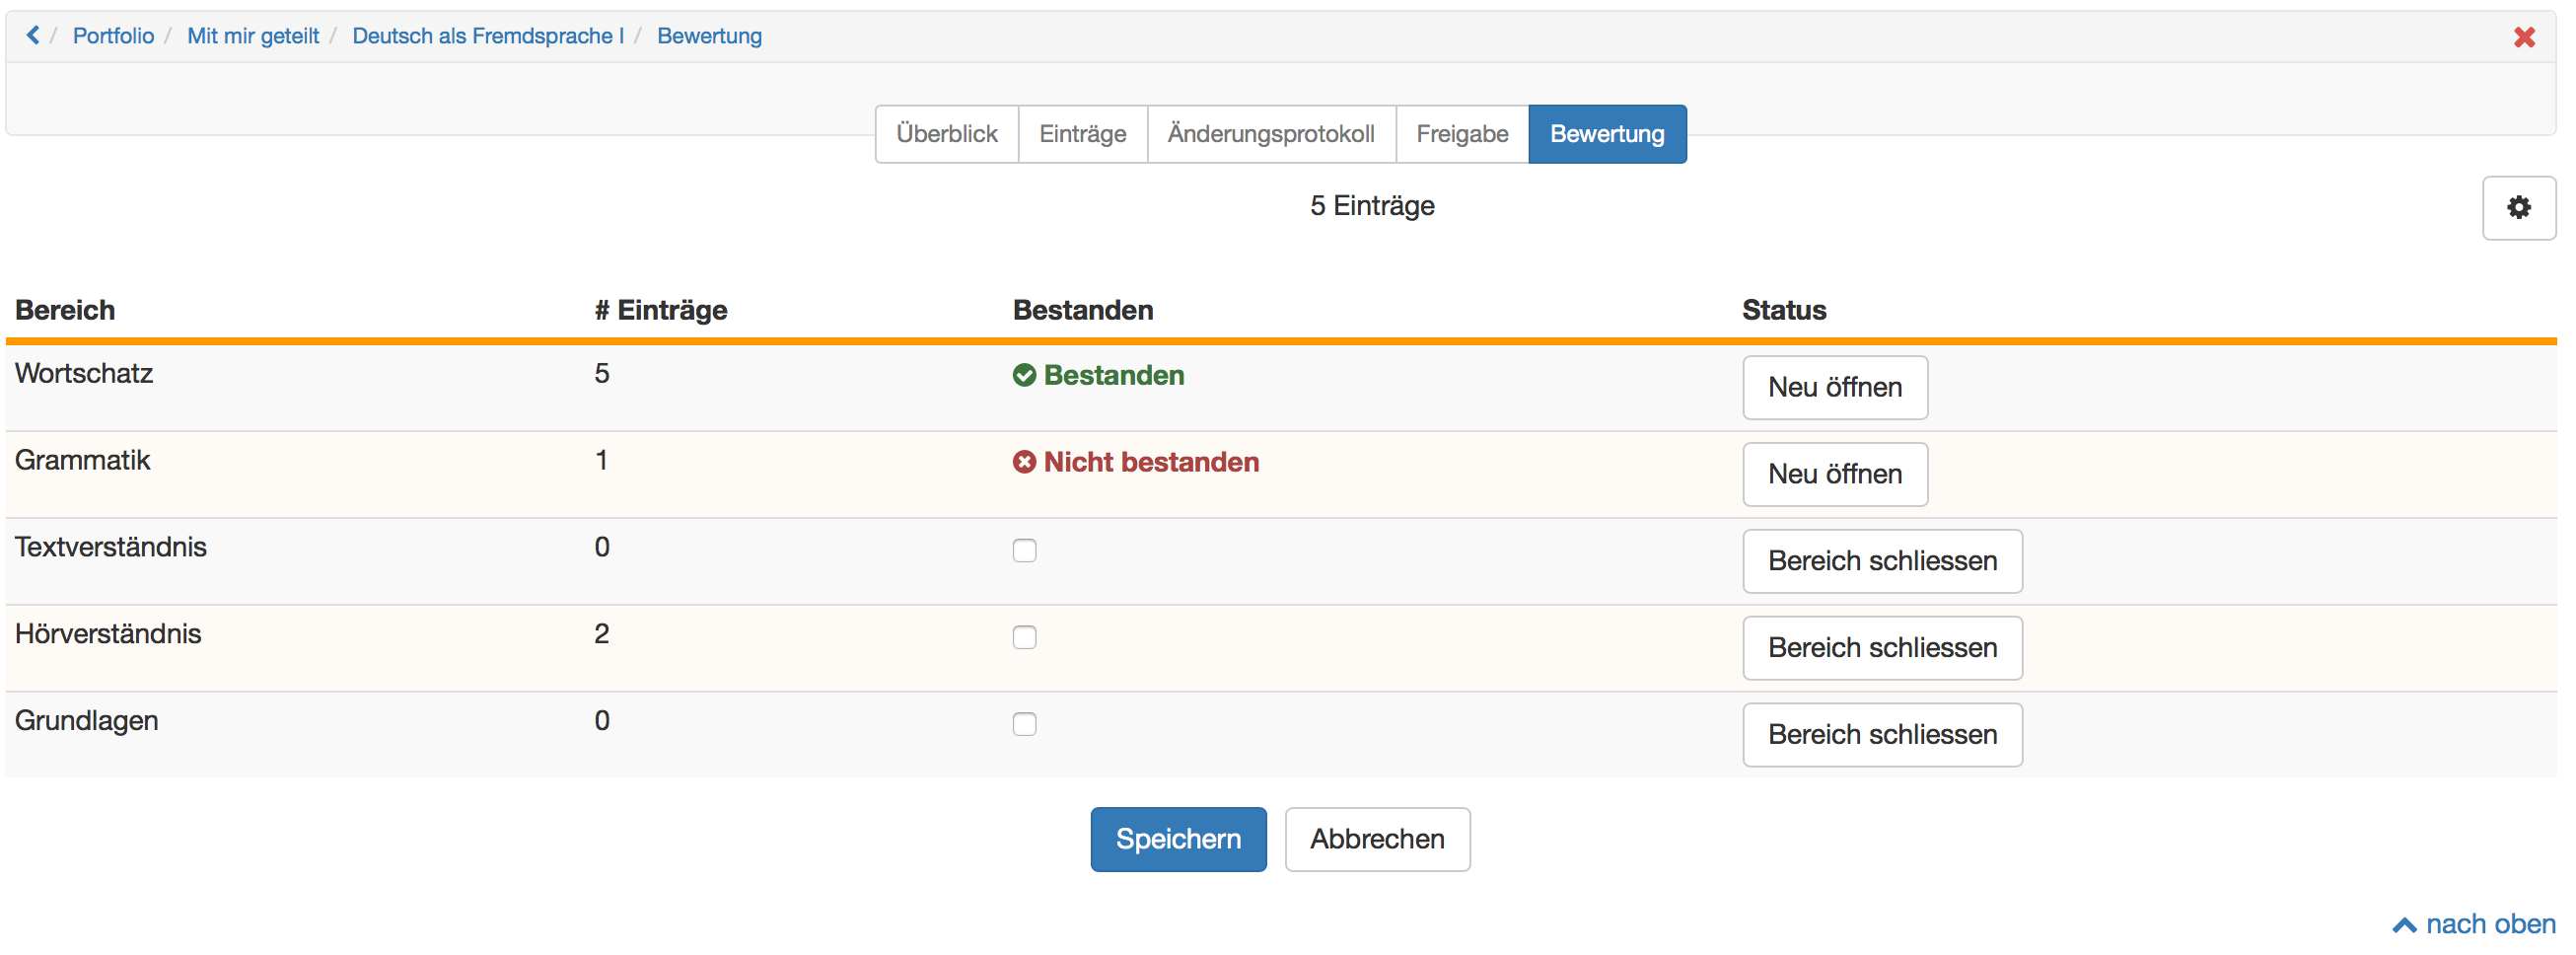 Portfolio / Mit mir geteilt / Deutsch als Fremdsprache I / Bewertung
Überblick Einträge Änderungsprotokoll Freigabe Bewertung
5 Einträge
Bereich # Einträge Bestanden Status
Wortschatz 5 Bestanden Neu öffnen
Grammatik 1 Nicht bestanden Neu öffnen
Textverständnis 0 Bereich schliessen
Hörverständnis 2 Bereich schliessen
Grundlagen 0 Bereich schliessen
Speichern Abbrechen
nach oben